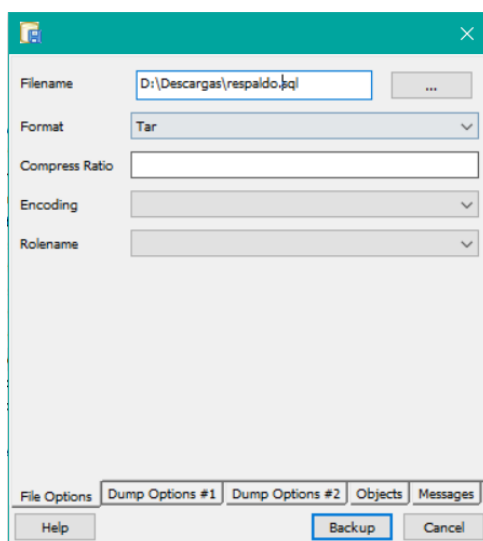 Filename D:\Descargas\respaldo.sql ...
Format Tar
Compress Ratio
Encoding
Rolename
File Options Dump Options #1 Dump Options #2 Objects Messages
Help Backup Cancel